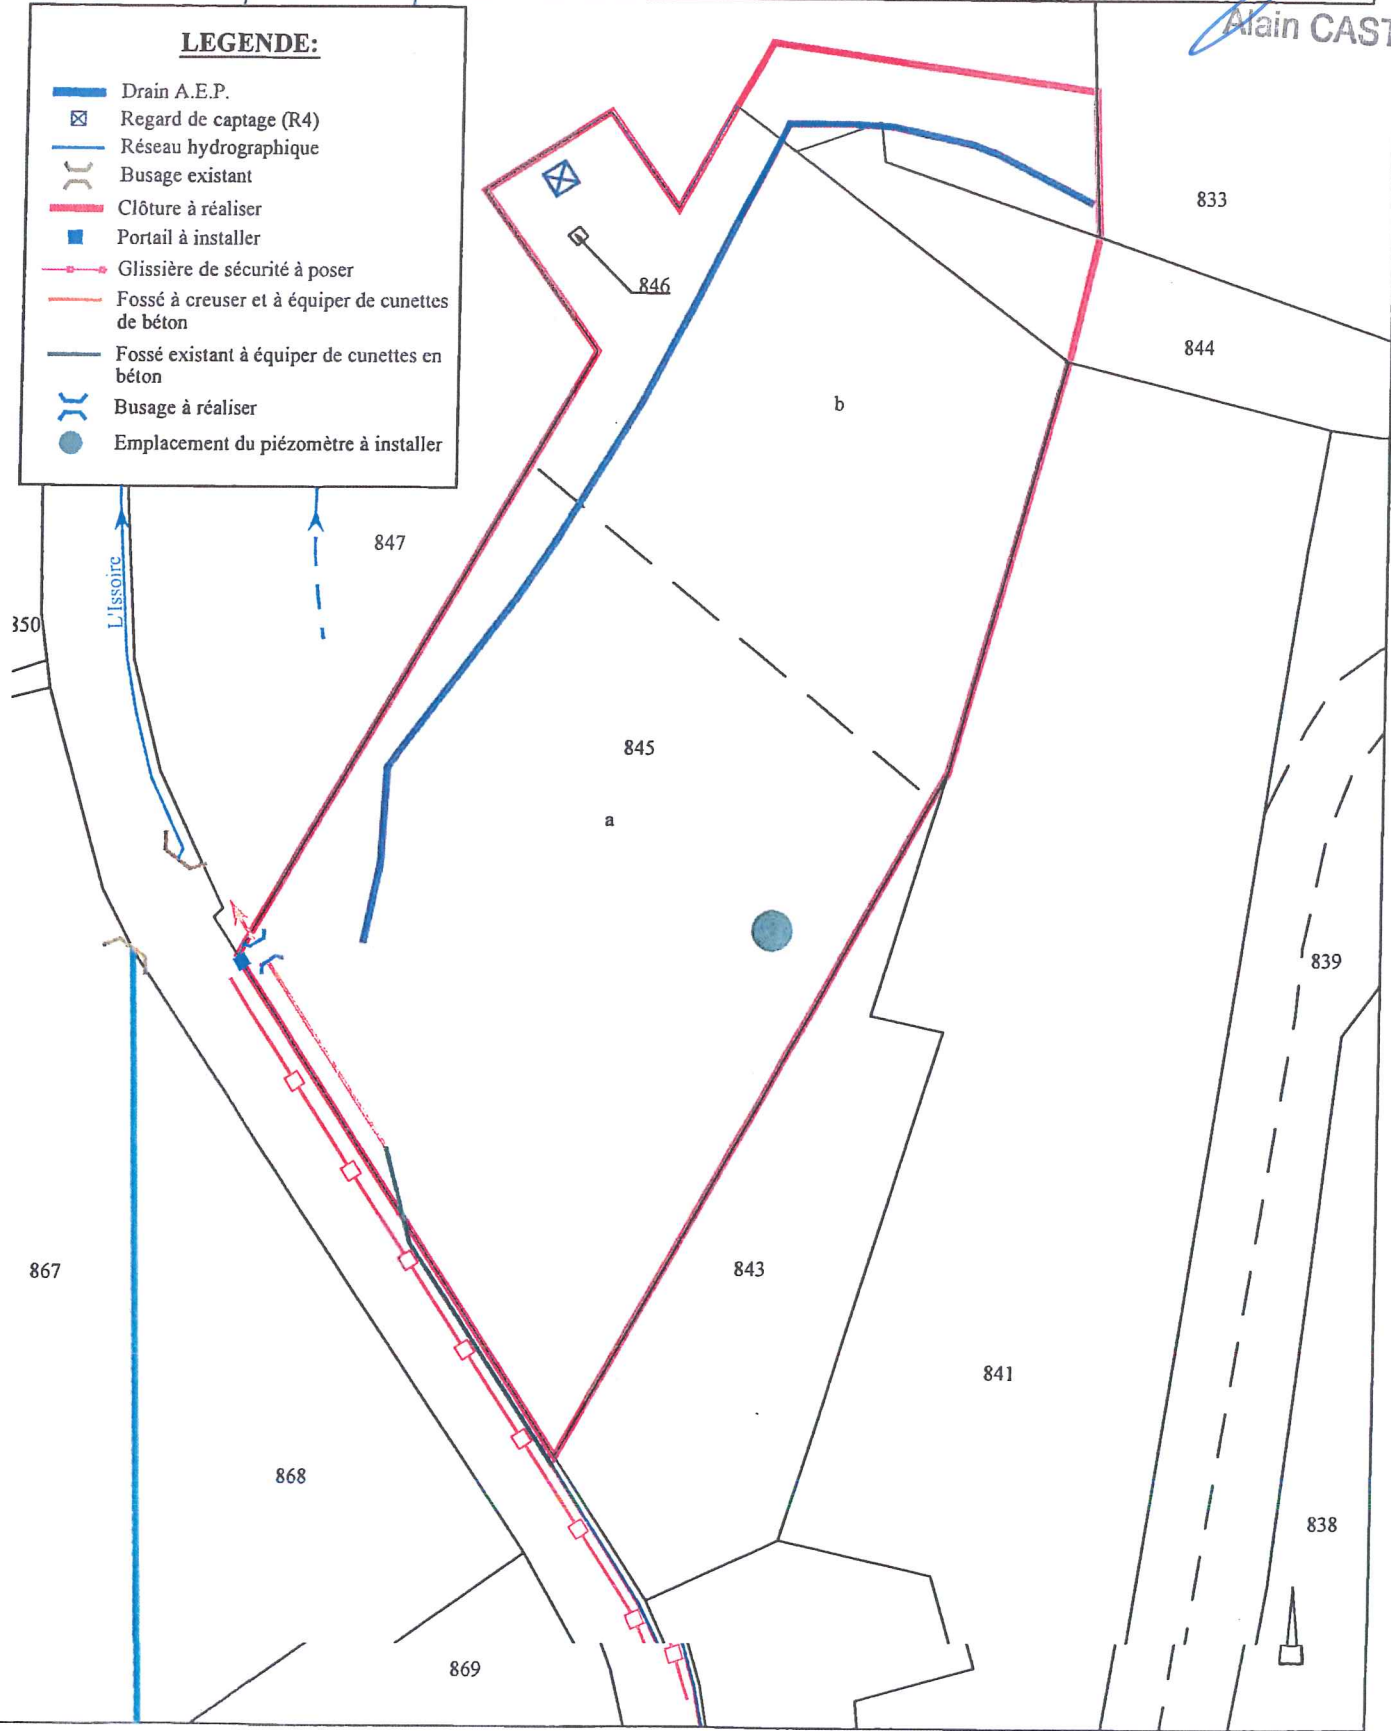 Alain CAST
LEGENDE:
Drain A.E.P.
Regard de captage (R4)
Réseau hydrographique
Busage existant
Clôture à réaliser
Portail à installer
Glissière de sécurité à poser
Fossé à creuser et à équiper de cunettes
de béton
Fossé existant à équiper de cunettes en
béton
Busage à réaliser
Emplacement du piézomètre à installer
833
846
844
b
847
L'Issoire
350
845
a
839
867
843
841
868
838
869